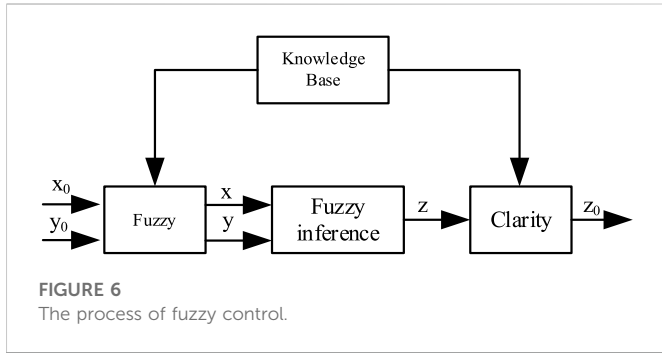 Knowledge
Base
x₀
y₀
Fuzzy
x
y
Fuzzy
inference
z
Clarity
z₀
FIGURE 6
The process of fuzzy control.